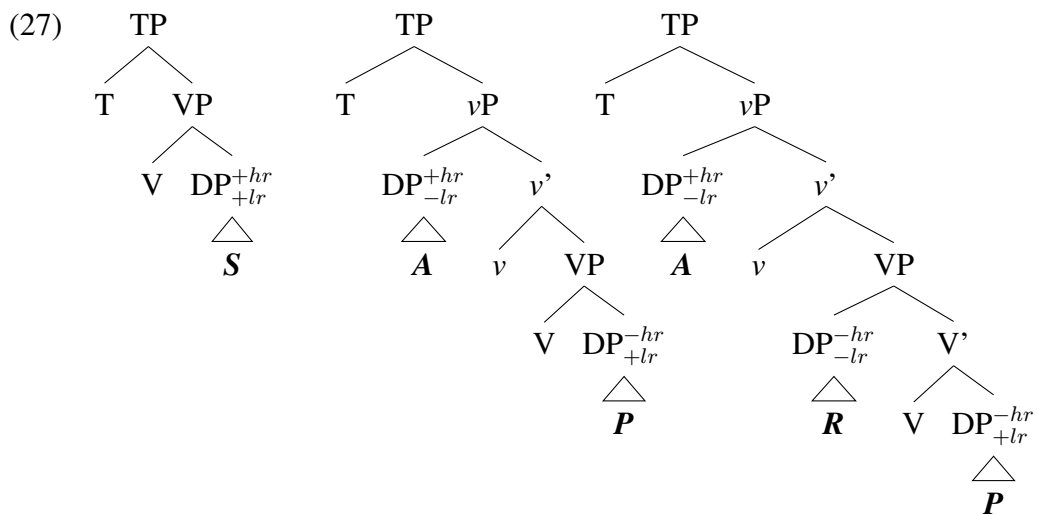 (27) TP TP TP
T VP T vP T vP
V DP^{+hr}_{+lr} DP^{+hr}_{-lr} v’ DP^{+hr}_{-lr} v’
S A v VP A v VP
V DP^{-hr}_{+lr} DP^{-hr}_{-lr} V’
P R V DP^{-hr}_{+lr}
P